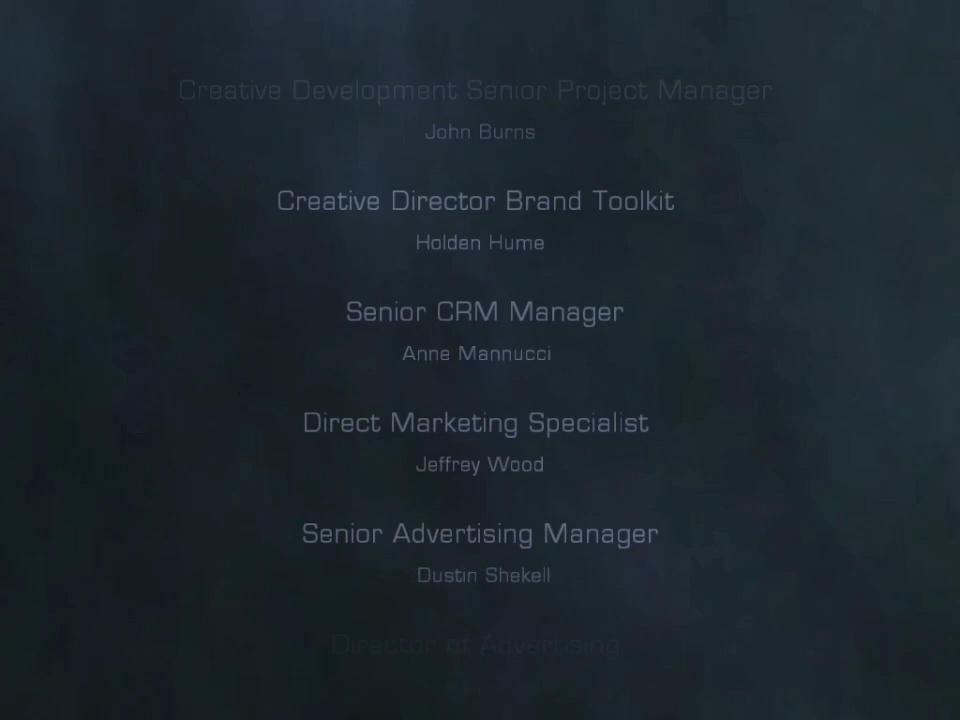 Creative Development Senior Project Manager
John Burns
Creative Director Brand Toolkit
Holden Hume
Senior CRM Manager
Anne Mannucci
Direct Marketing Specialist
Jeffrey Wood
Senior Advertising Manager
Dustin Shekell
Director of Advertising